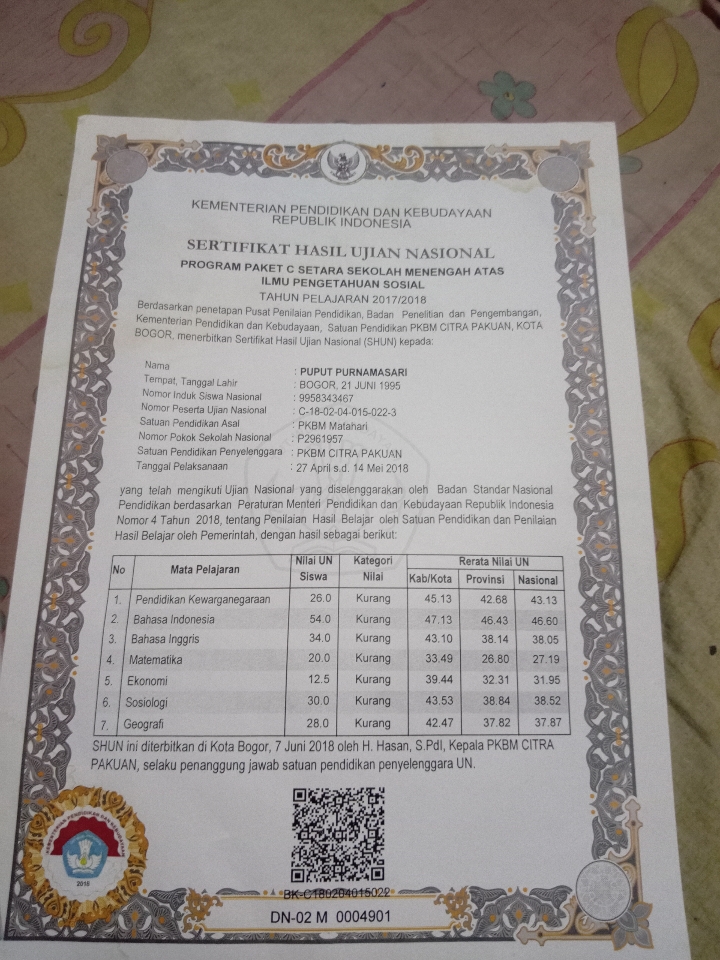 KEMENTERIAN PENDIDIKAN DAN KEBUDAYAAN
REPUBLIK INDONESIA
SERTIFIKAT HASIL UJIAN NASIONAL
PROGRAM PAKET C SETARA SEKOLAH MENENGAH ATAS
ILMU PENGETAHUAN SOSIAL
TAHUN PELAJARAN 2017/2018
Berdasarkan penetapan Pusat Penilaian Pendidikan, Badan Penelitian dan Pengembangan,
Kementerian Pendidikan dan Kebudayaan, Satuan Pendidikan PKBM CITRA PAKUAN, KOTA
BOGOR, menerbitkan Sertifikat Hasil Ujian Nasional (SHUN) kepada:
Nama : PUPUT PURNAMASARI
Tempat, Tanggal Lahir : BOGOR, 21 JUNI 1995
Nomor Induk Siswa Nasional : 9958343467
Nomor Peserta Ujian Nasional : C-18-02-04-015-022-3
Satuan Pendidikan Asal : PKBM Matahari
Nomor Pokok Sekolah Nasional : P2961957
Satuan Pendidikan Penyelenggara : PKBM CITRA PAKUAN
Tanggal Pelaksanaan : 27 April s.d. 14 Mei 2018
yang telah mengikuti Ujian Nasional yang diselenggarakan oleh Badan Standar Nasional
Pendidikan berdasarkan Peraturan Menteri Pendidikan dan Kebudayaan Republik Indonesia
Nomor 4 Tahun 2018, tentang Penilaian Hasil Belajar oleh Satuan Pendidikan dan Penilaian
Hasil Belajar oleh Pemerintah, dengan hasil sebagai berikut:
No Mata Pelajaran Nilai UN Siswa Kategori Nilai Rerata Nilai UN
Kab/Kota Provinsi Nasional
1. Pendidikan Kewarganegaraan 26.0 Kurang 45.13 42.68 43.13
2. Bahasa Indonesia 54.0 Kurang 47.13 46.43 46.60
3. Bahasa Inggris 34.0 Kurang 43.10 38.14 38.05
4. Matematika 20.0 Kurang 33.49 26.80 27.19
5. Ekonomi 12.5 Kurang 39.44 32.31 31.95
6. Sosiologi 30.0 Kurang 43.53 38.84 38.52
7. Geografi 28.0 Kurang 42.47 37.82 37.87
SHUN ini diterbitkan di Kota Bogor, 7 Juni 2018 oleh H. Hasan, S.PdI, Kepala PKBM CITRA
PAKUAN, selaku penanggung jawab satuan pendidikan penyelenggara UN.
KEMENTERIAN PENDIDIKAN DAN KEBUDAYAAN
2018
BK-C180204015022
DN-02 M 0004901